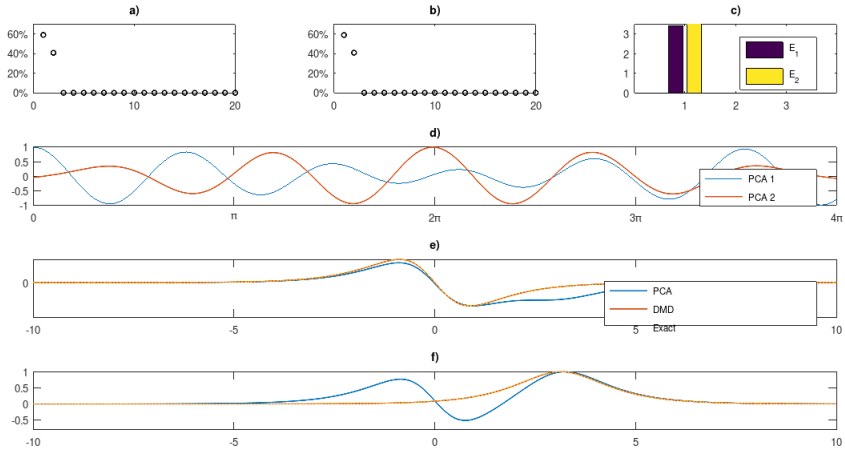 a) b) c)
60% 60% 3
40% 40% 2
20% 20% 1
0% 0% 0
0 10 20 0 10 20 1 2 3
E1
E2
d)
1
0.5
0
-0.5
-1
0 π 2π 3π 4π
PCA 1
PCA 2
e)
0
-10 -5 0 5 10
PCA
DMD
Exact
f)
1
0.5
0
-0.5
-10 -5 0 5 10